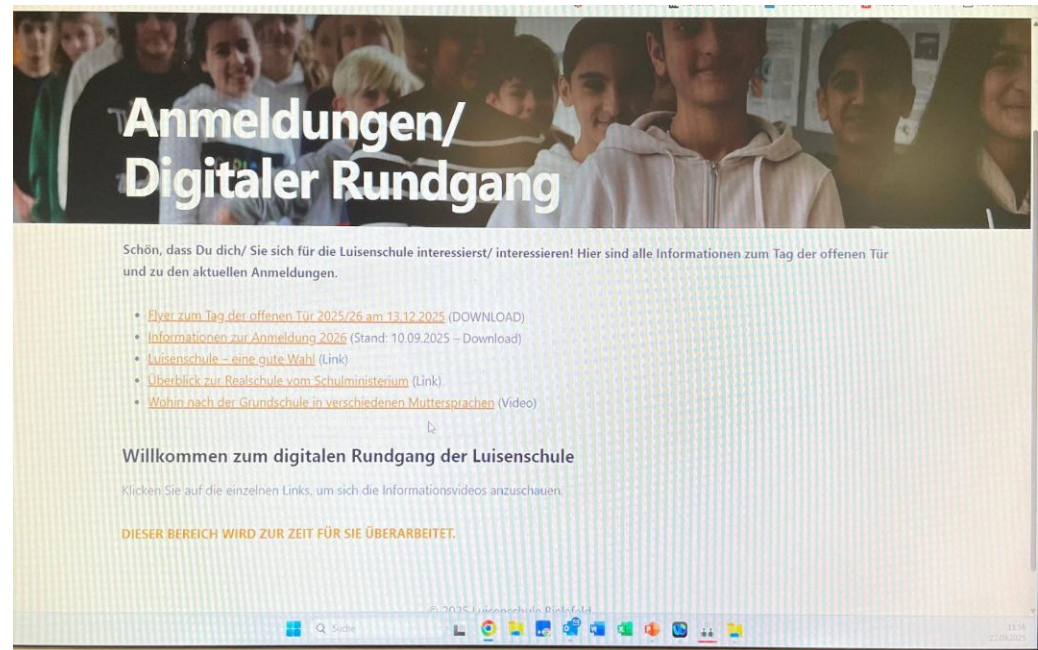 Anmeldungen/
Digitaler Rundgang
Schön, dass Du dich/ Sie sich für die Luisenschule interessierst/ interessieren! Hier sind alle Informationen zum Tag der offenen Tür
und zu den aktuellen Anmeldungen.
• Flyer zum Tag der offenen Tür 2025/26 am 13.12.2025 (DOWNLOAD)
• Informationen zur Anmeldung 2026 (Stand: 10.09.2025 – Download)
• Luisenschule – eine gute Wahl (Link)
• Überblick zur Realschule vom Schulministerium (Link)
• Wohin nach der Grundschule in verschiedenen Muttersprachen (Video)
Willkommen zum digitalen Rundgang der Luisenschule
Klicken Sie auf die einzelnen Links, um sich die Informationsvideos anzuschauen.
DIESER BEREICH WIRD ZUR ZEIT FÜR SIE ÜBERARBEITET.
© 2025 Luisenschule Bielefeld
Suche
11:56
22.09.2025